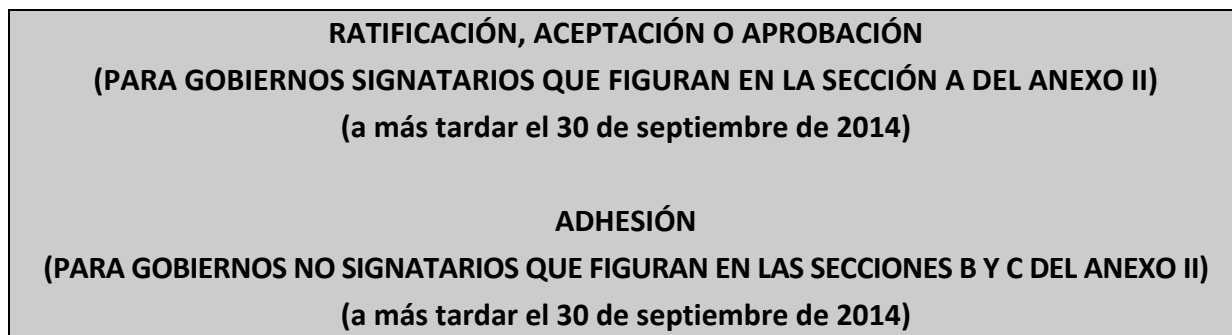 RATIFICACIÓN, ACEPTACIÓN O APROBACIÓN
(PARA GOBIERNOS SIGNATARIOS QUE FIGURAN EN LA SECCIÓN A DEL ANEXO II)
(a más tardar el 30 de septiembre de 2014)
ADHESIÓN
(PARA GOBIERNOS NO SIGNATARIOS QUE FIGURAN EN LAS SECCIONES B Y C DEL ANEXO II)
(a más tardar el 30 de septiembre de 2014)